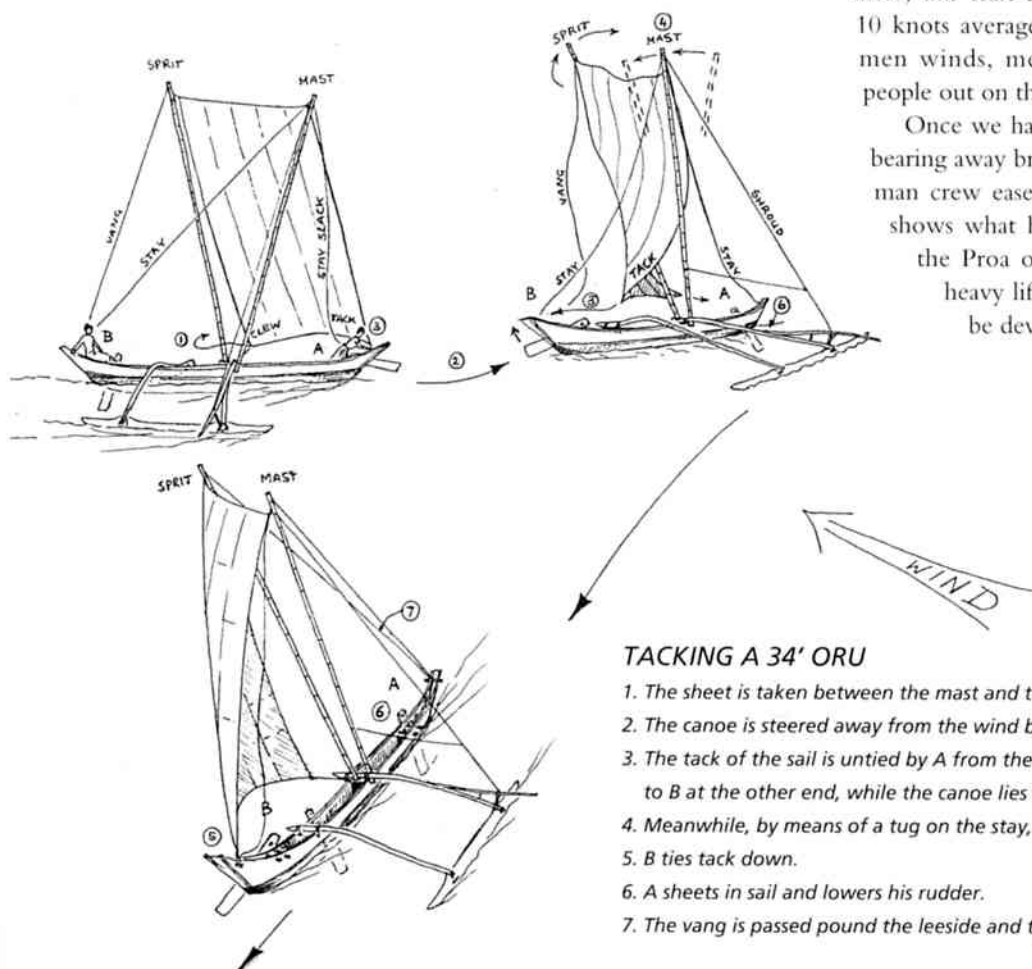 10 knots average
men winds, me
people out on th
Once we ha
bearing away br
man crew ease
shows what h
the Proa o
heavy lif
be dev
SPRIT
MAST
VANG
STAY
STAY SLACK
B
①
CLEW
TACK
A
③
②
SPRIT
④
MAST
VANG
STAY
SHROUD
TACK
STAY
B
③
A
⑥
WIND
SPRIT
MAST
⑦
A
⑥
B
⑤
TACKING A 34' ORU
1. The sheet is taken between the mast and t
2. The canoe is steered away from the wind b
3. The tack of the sail is untied by A from the
to B at the other end, while the canoe lies
4. Meanwhile, by means of a tug on the stay,
5. B ties tack down.
6. A sheets in sail and lowers his rudder.
7. The vang is passed pound the leeside and t